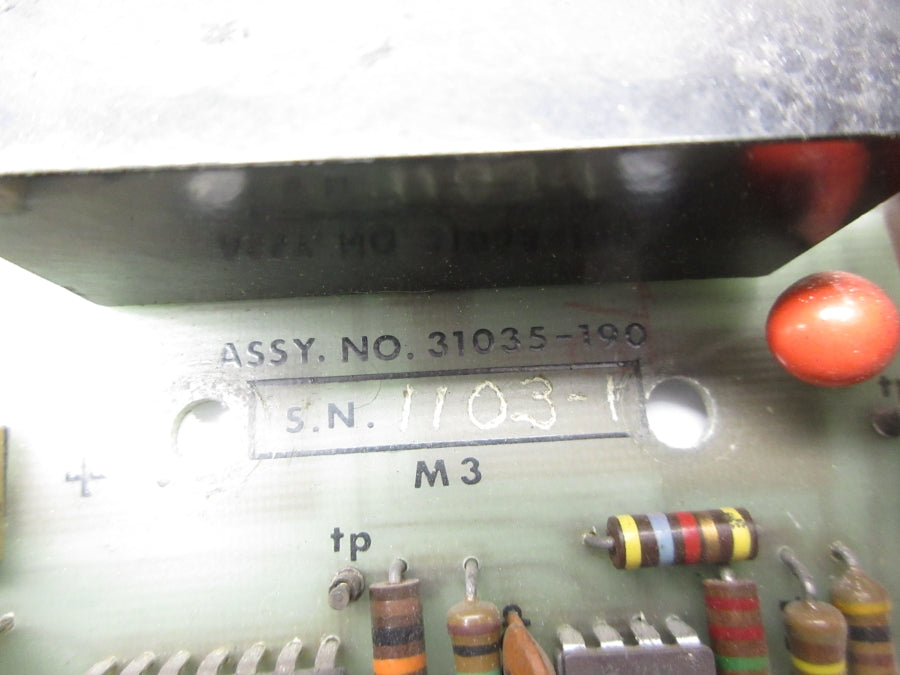 ASSY. NO. 31035-190
S.N. 1103-1
M3
tp